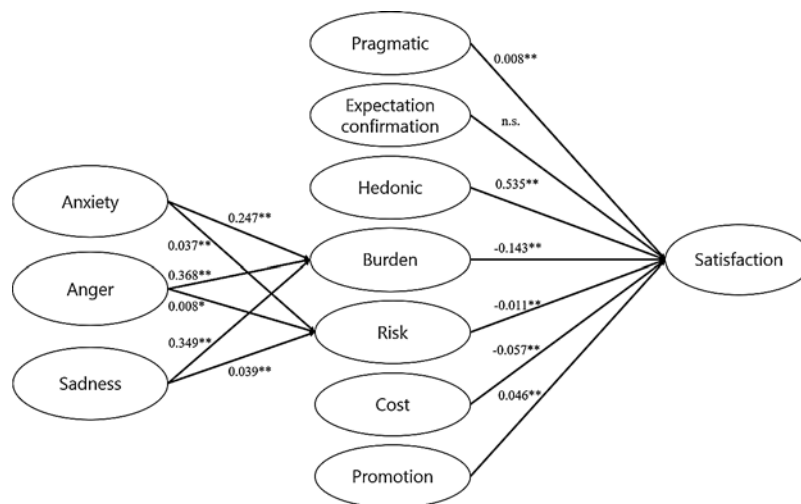 Pragmatic
0.008**
Expectation
confirmation
n.s.
Hedonic
0.535**
Anxiety
0.247**
0.037**
Burden
-0.143**
Satisfaction
Anger
0.368**
0.008*
Risk
-0.011**
0.349**
Sadness
0.039**
-0.057**
Cost
0.046**
Promotion